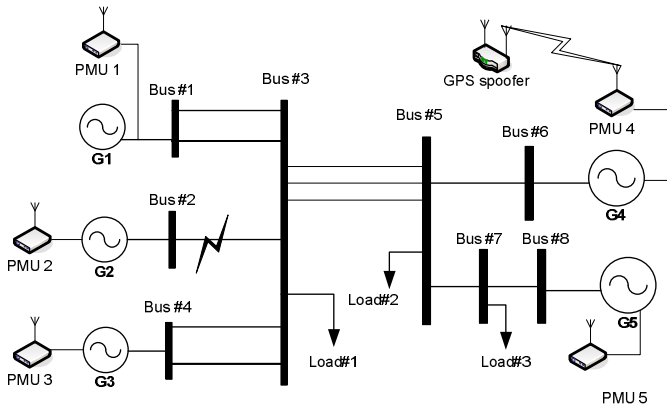 PMU 1
GPS spoofer
PMU 4
Bus#1
Bus#3
Bus#5
Bus#6
G1
G4
Bus#2
Bus#7
Bus#8
PMU 2
G2
Load#2
G5
Bus#4
PMU 3
G3
Load#1
Load#3
PMU 5